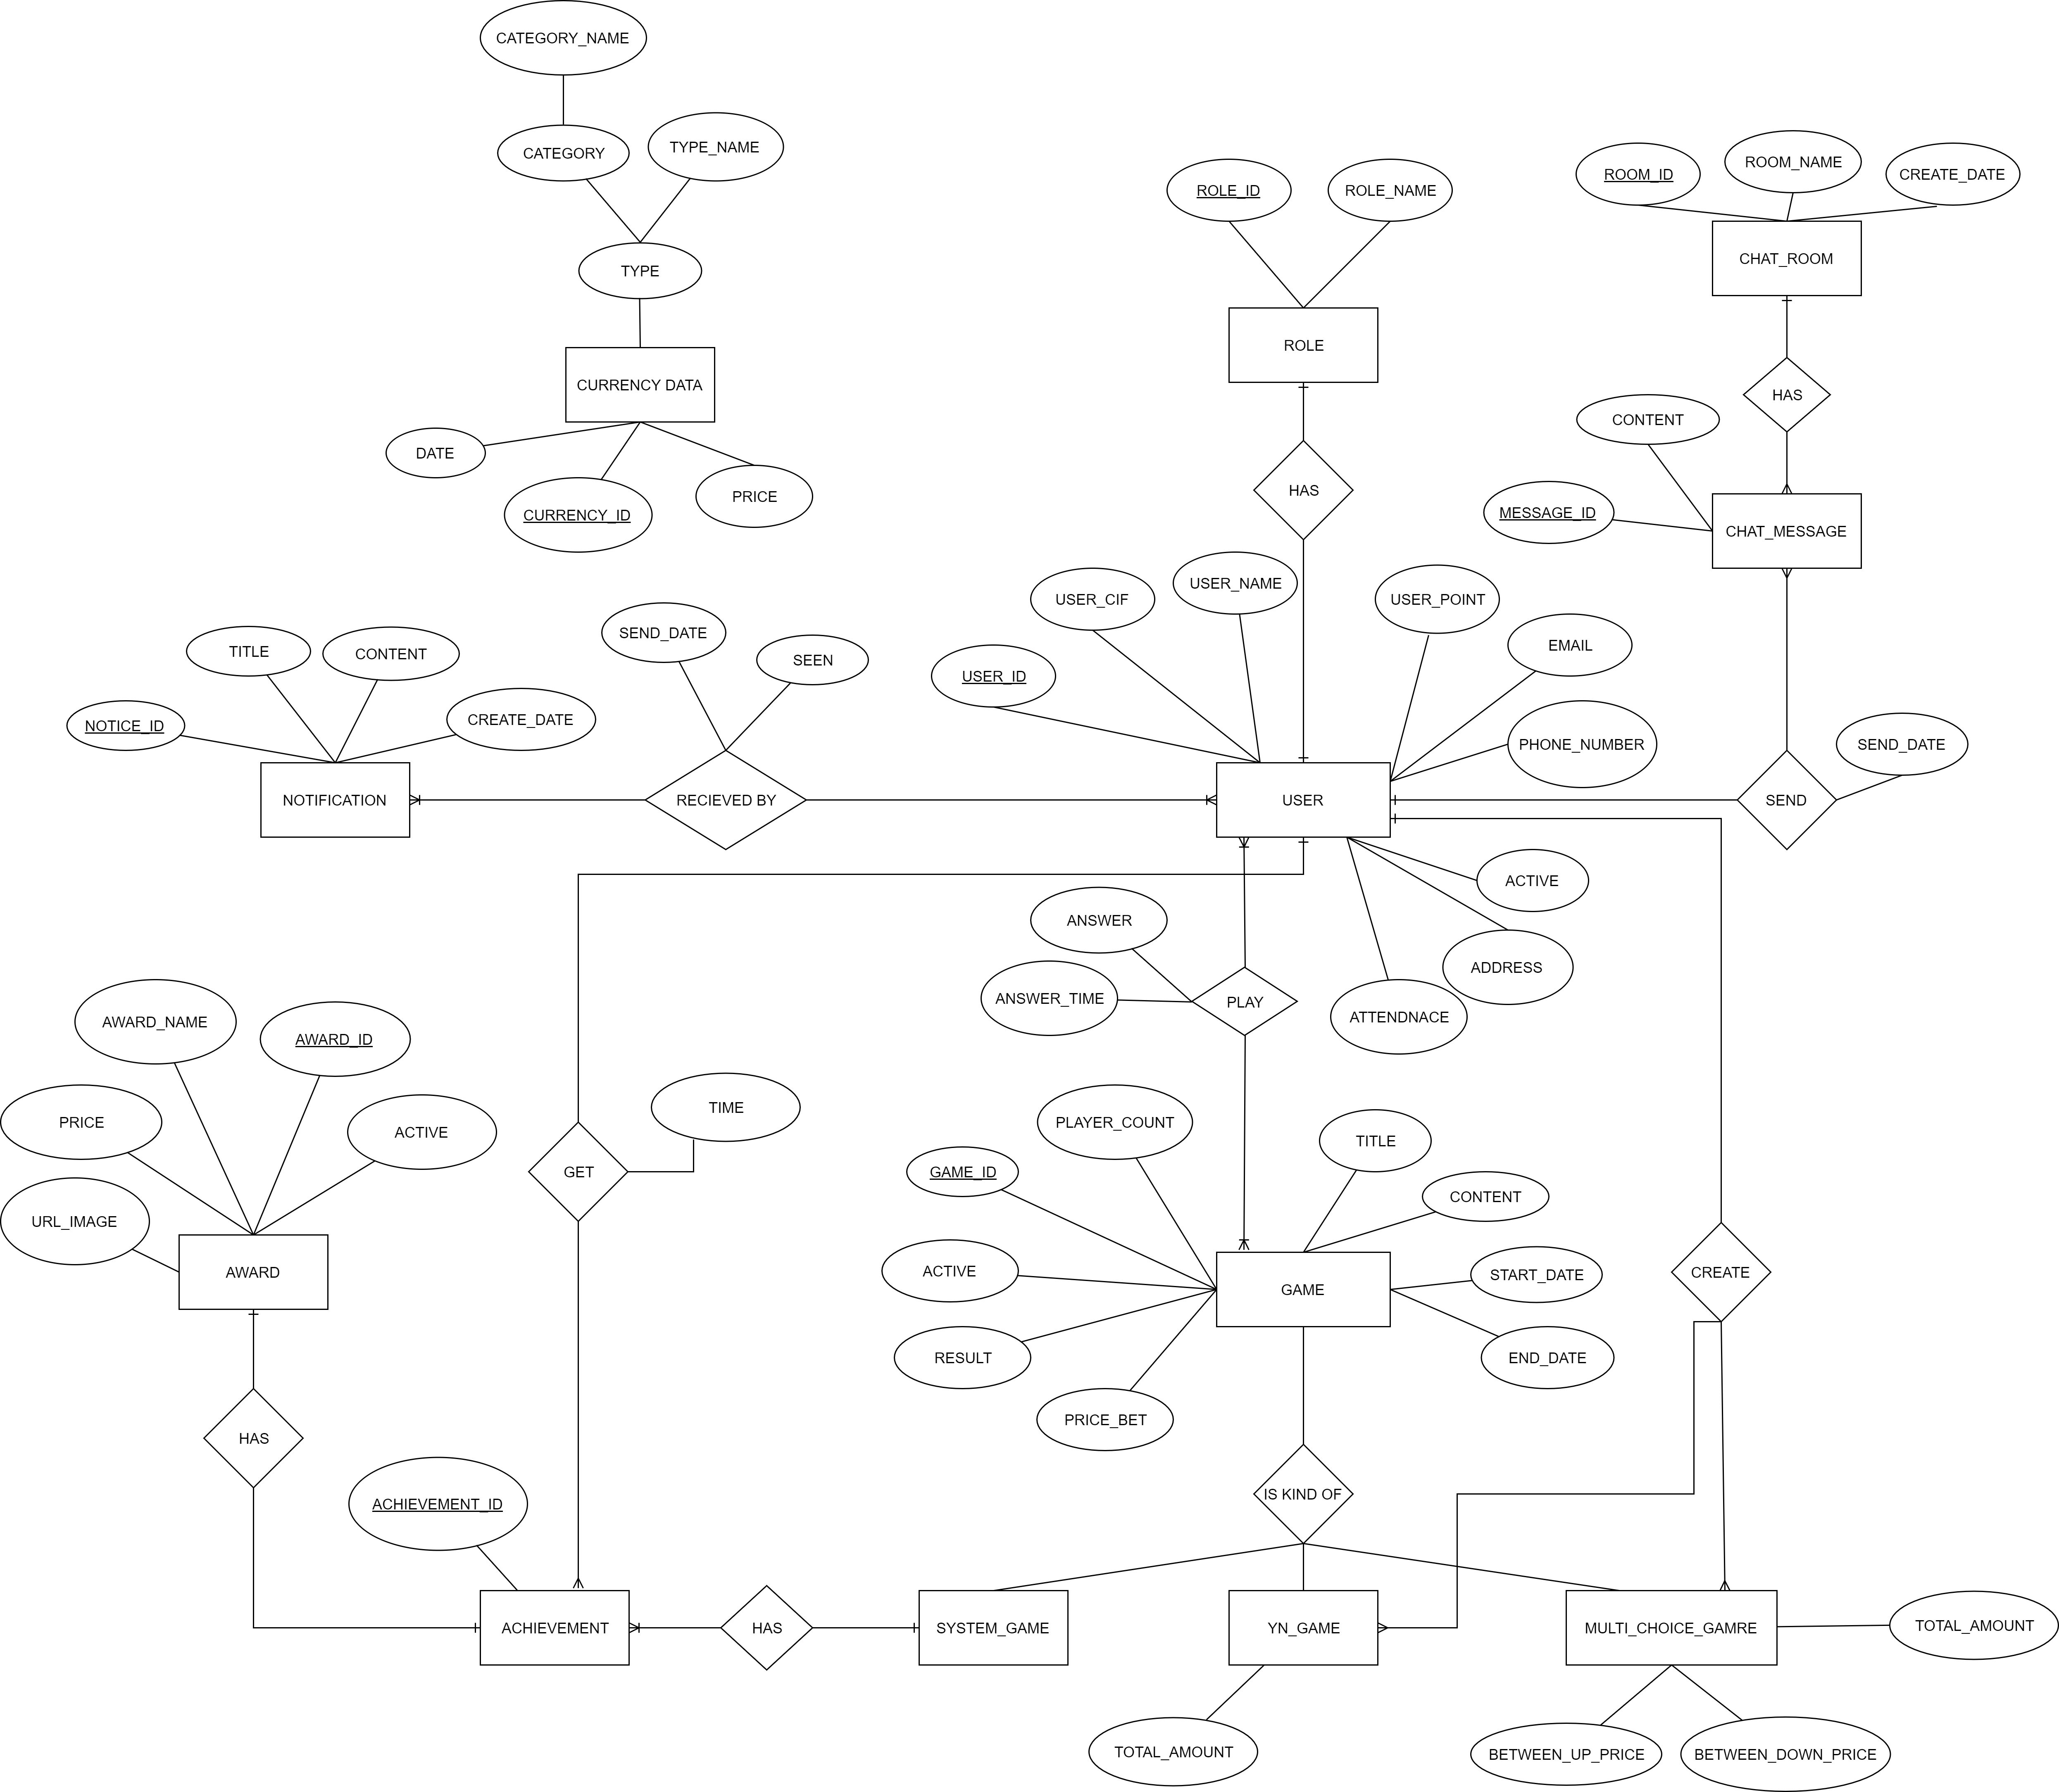 CATEGORY_NAME
CATEGORY
TYPE_NAME
TYPE
CURRENCY DATA
DATE
CURRENCY_ID
PRICE
ROLE_ID
ROLE_NAME
ROLE
HAS
ROOM_ID
ROOM_NAME
CREATE_DATE
CHAT_ROOM
HAS
CONTENT
MESSAGE_ID
CHAT_MESSAGE
USER_CIF
USER_NAME
USER_POINT
EMAIL
USER_ID
PHONE_NUMBER
SEND_DATE
SEND
USER
TITLE
CONTENT
SEND_DATE
SEEN
NOTICE_ID
CREATE_DATE
NOTIFICATION
RECIEVED BY
ACTIVE
ADDRESS
ATTENDNACE
ANSWER
ANSWER_TIME
PLAY
AWARD_NAME
AWARD_ID
PRICE
ACTIVE
URL_IMAGE
AWARD
TIME
GET
PLAYER_COUNT
TITLE
GAME_ID
CONTENT
ACTIVE
START_DATE
GAME
CREATE
RESULT
END_DATE
PRICE_BET
HAS
ACHIEVEMENT_ID
IS KIND OF
ACHIEVEMENT
HAS
SYSTEM_GAME
YN_GAME
MULTI_CHOICE_GAMRE
TOTAL_AMOUNT
TOTAL_AMOUNT
BETWEEN_UP_PRICE
BETWEEN_DOWN_PRICE